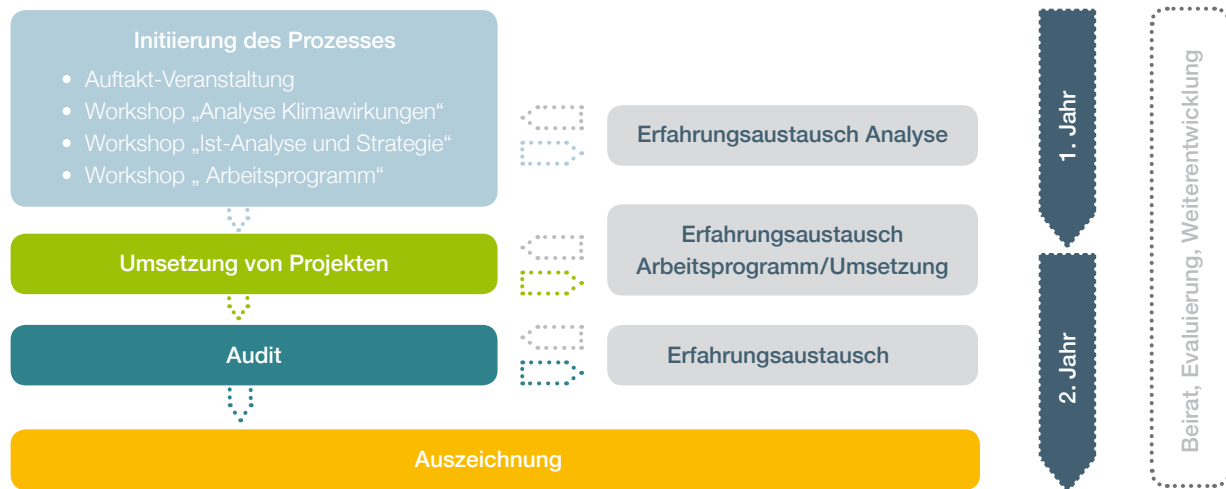 Initiierung des Prozesses
• Auftakt-Veranstaltung
• Workshop „Analyse Klimawirkungen“
• Workshop „Ist-Analyse und Strategie“
• Workshop „ Arbeitsprogramm“
Erfahrungsaustausch Analyse
Umsetzung von Projekten
Erfahrungsaustausch
Arbeitsprogramm/Umsetzung
Audit
Erfahrungsaustausch
Auszeichnung
1. Jahr
2. Jahr
Beirat, Evaluierung, Weiterentwicklung